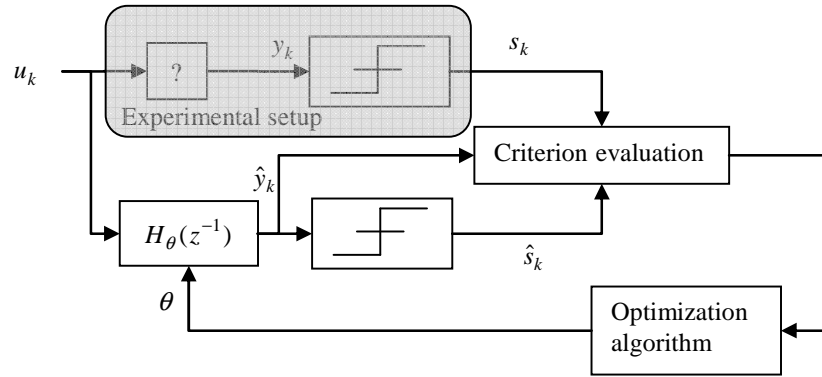 u_k
?
y_k
s_k
Experimental setup
Criterion evaluation
ŷ_k
H_θ(z⁻¹)
ŝ_k
θ
Optimization
algorithm